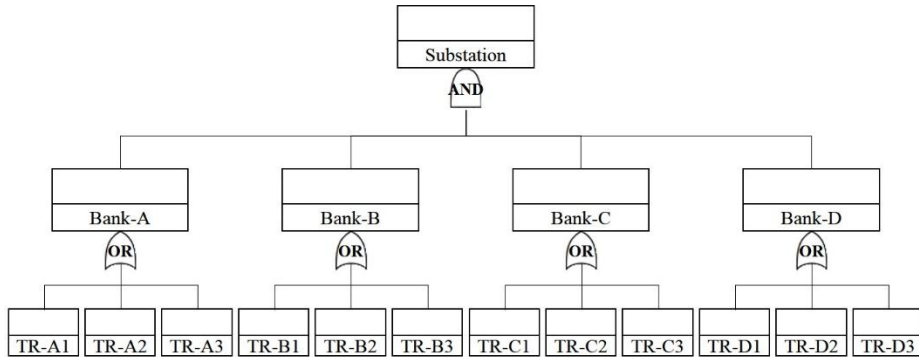 Substation
AND
Bank-A
Bank-B
Bank-C
Bank-D
OR
OR
OR
OR
TR-A1
TR-A2
TR-A3
TR-B1
TR-B2
TR-B3
TR-C1
TR-C2
TR-C3
TR-D1
TR-D2
TR-D3